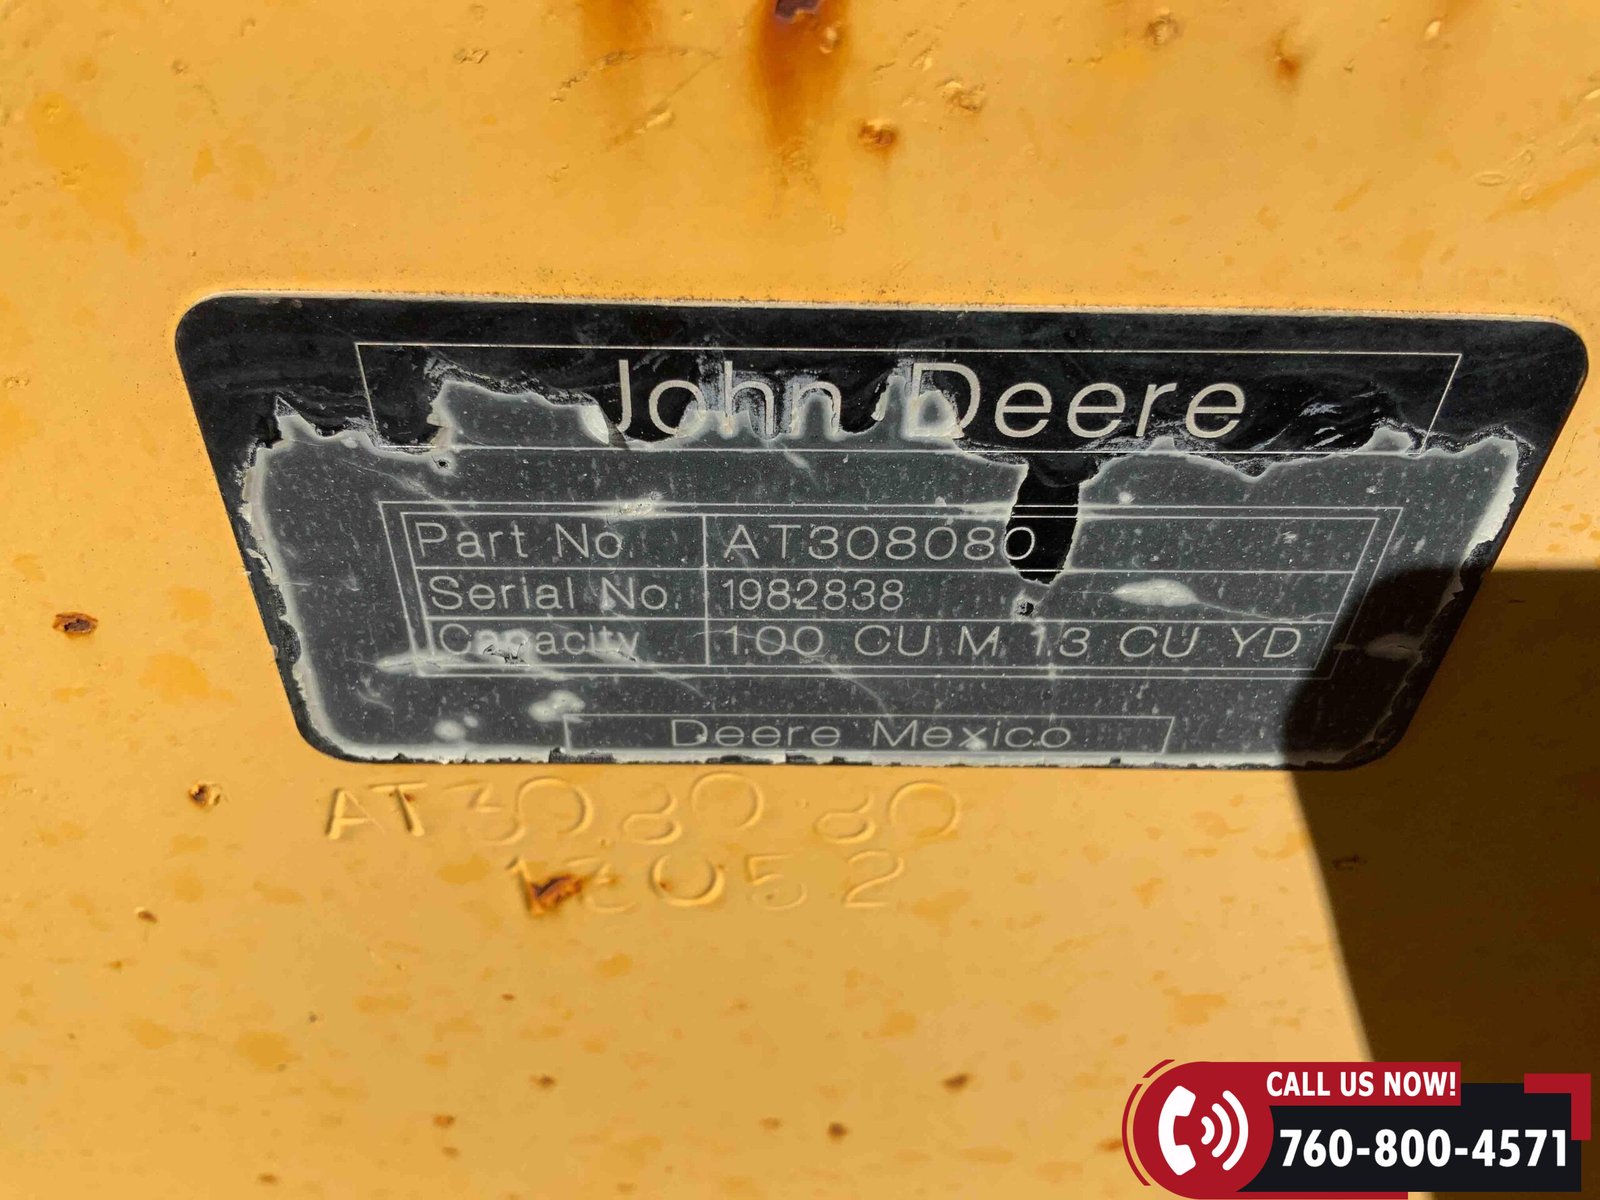 John Deere
Part No. AT308080
Serial No. 1982838
Capacity 1.00 CU M 1.3 CU YD
Deere Mexico
AT308080
CALL US NOW!
760-800-4571